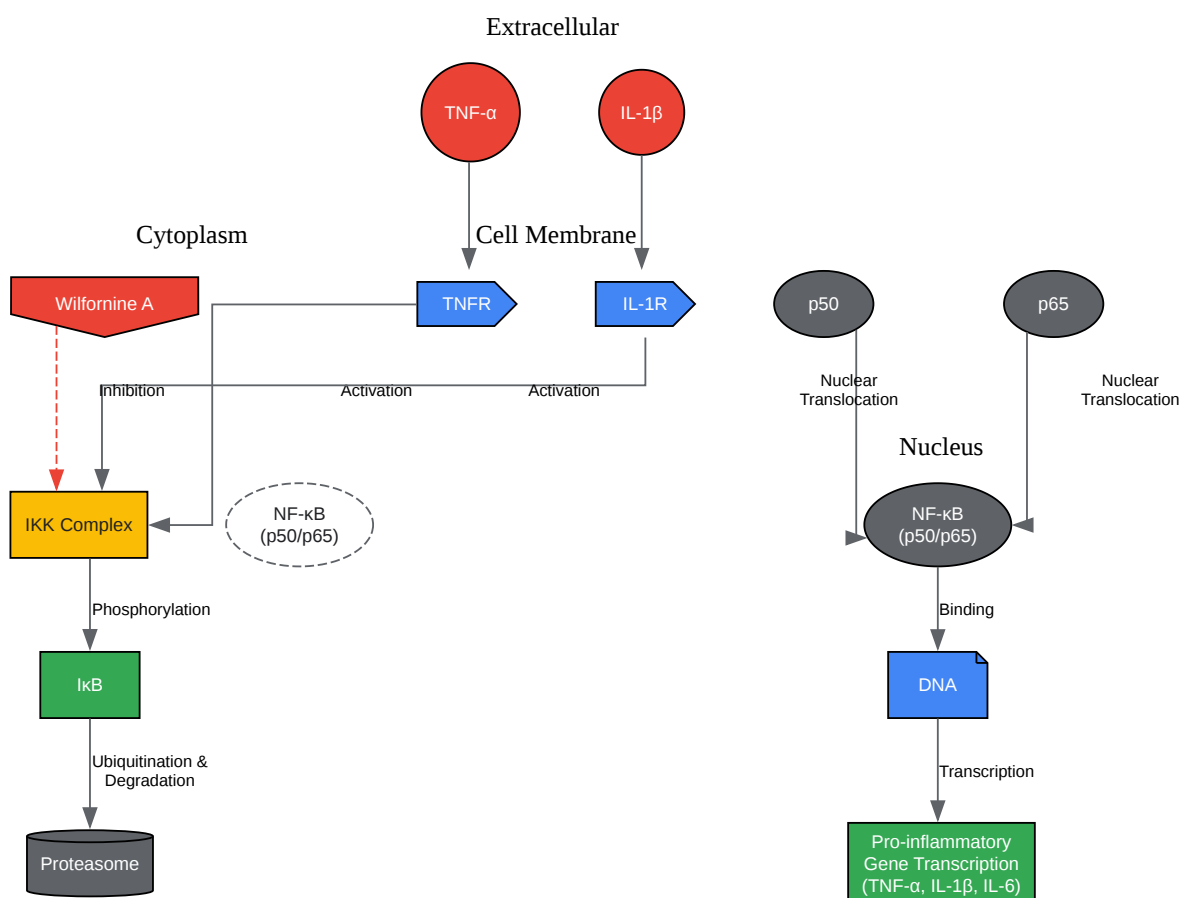 Extracellular
TNF-α
IL-1β
Cytoplasm
Cell Membrane
Wilfornine A
TNFR
IL-1R
p50
p65
Inhibition
Activation
Activation
Nuclear
Translocation
Nuclear
Translocation
Nucleus
IKK Complex
NF-κB
(p50/p65)
NF-κB
(p50/p65)
Phosphorylation
Binding
IκB
DNA
Ubiquitination &
Degradation
Transcription
Proteasome
Pro-inflammatory
Gene Transcription
(TNF-α, IL-1β, IL-6)